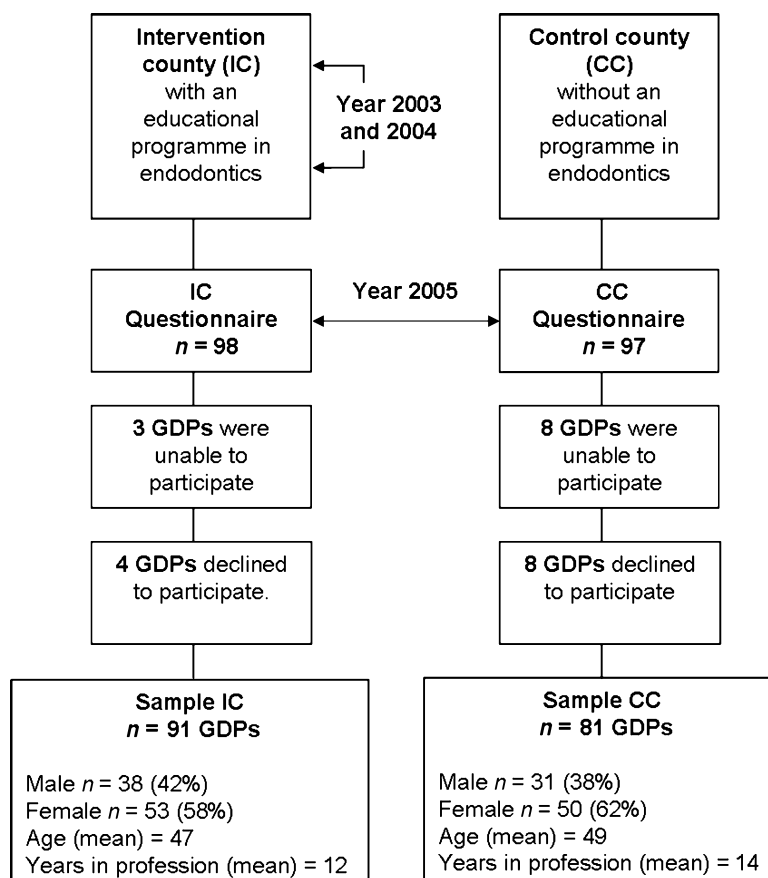 Intervention
county (IC)
with an
educational
programme in
endodontics
Year 2003
and 2004
Control county
(CC)
without an
educational
programme in
endodontics
IC
Questionnaire
n = 98
Year 2005
CC
Questionnaire
n = 97
3 GDPs were
unable to
participate
8 GDPs were
unable to
participate
4 GDPs declined
to participate.
8 GDPs declined
to participate
Sample IC
n = 91 GDPs
Male n = 38 (42%)
Female n = 53 (58%)
Age (mean) = 47
Years in profession (mean) = 12
Sample CC
n = 81 GDPs
Male n = 31 (38%)
Female n = 50 (62%)
Age (mean) = 49
Years in profession (mean) = 14